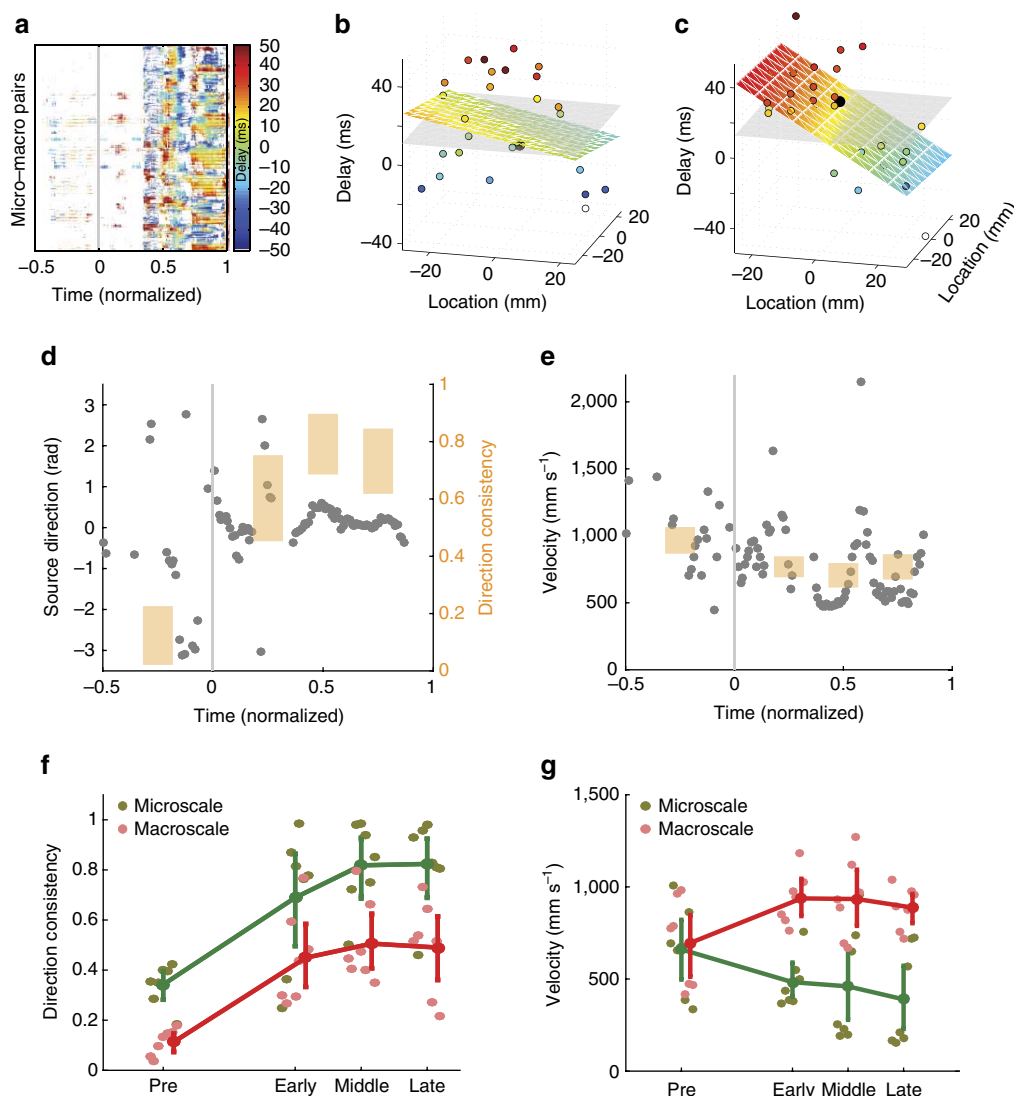 a
Micro–macro pairs
50
40
30
20
10
0
–10
–20
–30
–40
–50
Delay (ms)
–0.5
0
0.5
1
Time (normalized)
b
Delay (ms)
40
0
–40
–20
0
20
Location (mm)
20
0
–20
c
Delay (ms)
40
0
–40
–20
0
20
Location (mm)
20
0
–20
Location (mm)
d
Source direction (rad)
3
2
1
0
–1
–2
–3
–0.5
0
0.5
1
Time (normalized)
1
0.8
0.6
0.4
0.2
0
Direction consistency
e
Velocity (mm s⁻¹)
2,000
1,500
1,000
500
0
–0.5
0
0.5
1
Time (normalized)
f
Microscale
Macroscale
Direction consistency
1
0.8
0.6
0.4
0.2
0
Pre
Early
Middle
Late
g
Microscale
Macroscale
Velocity (mm s⁻¹)
1,500
1,000
500
0
Pre
Early
Middle
Late